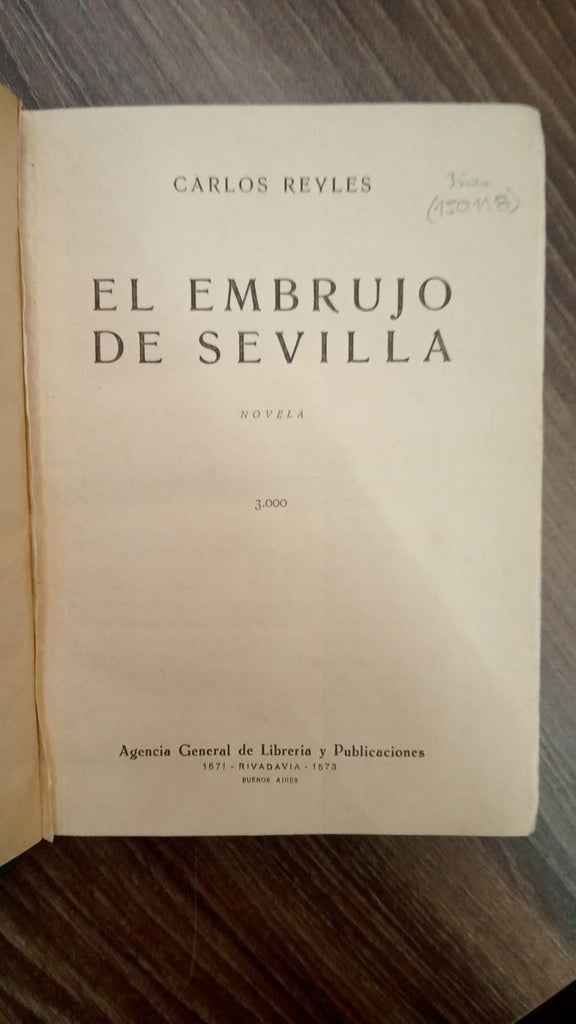 CARLOS REYLES
(150118)
EL EMBRUJO
DE SEVILLA
NOVELA
3.000
Agencia General de Libreria y Publicaciones
1571 - RIVADAVIA - 1573
BUENOS AIRES